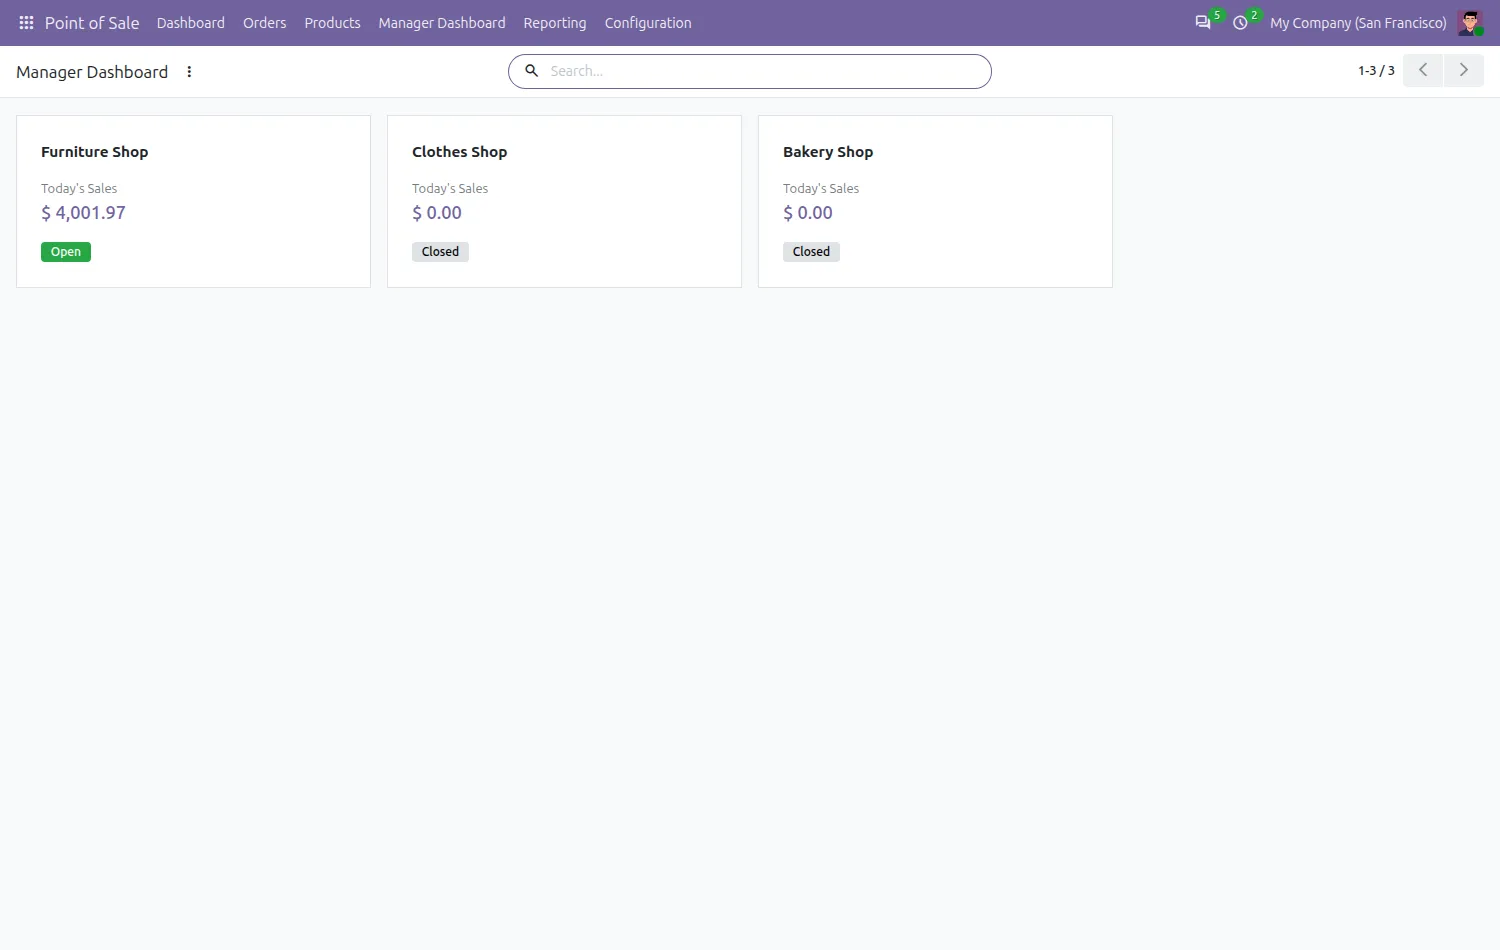 Point of Sale Dashboard Orders Products Manager Dashboard Reporting Configuration 5 2 My Company (San Francisco)
Manager Dashboard Search... 1-3 / 3
Furniture Shop
Today's Sales
$ 4,001.97
Open
Clothes Shop
Today's Sales
$ 0.00
Closed
Bakery Shop
Today's Sales
$ 0.00
Closed